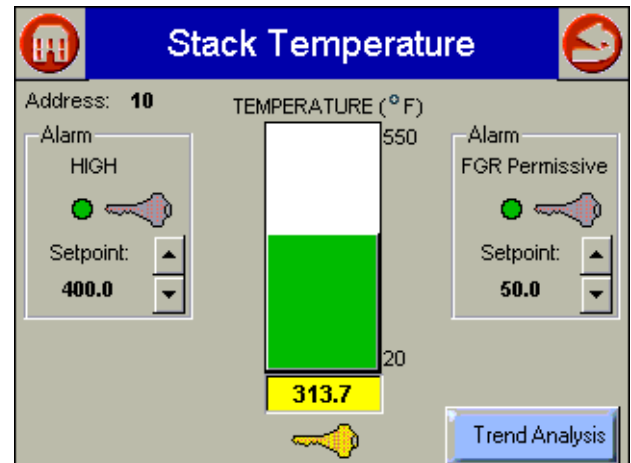 Stack Temperature
Address: 10
TEMPERATURE (°F)
Alarm
HIGH
Setpoint:
400.0
550
20
313.7
Alarm
FGR Permissive
Setpoint:
50.0
Trend Analysis